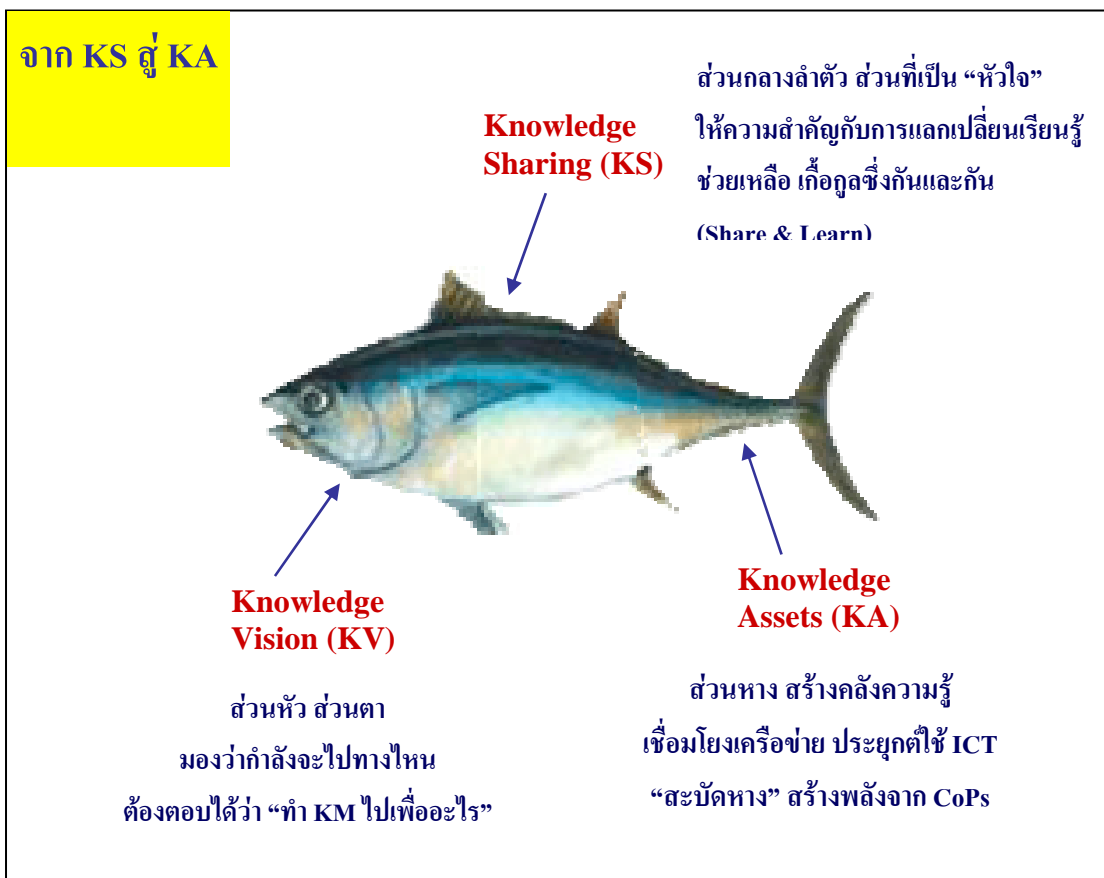 จาก KS สู่ KA
ส่วนกลางลำตัว ส่วนที่เป็น “หัวใจ”
ให้ความสำคัญกับการแลกเปลี่ยนเรียนรู้
ช่วยเหลือ เกื้อกูลซึ่งกันและกัน
(Share & Learn)
Knowledge
Sharing (KS)
Knowledge
Vision (KV)
ส่วนหัว ส่วนตา
มองว่ากำลังจะไปทางไหน
ต้องตอบได้ว่า “ทำ KM ไปเพื่ออะไร”
Knowledge
Assets (KA)
ส่วนหาง สร้างคลังความรู้
เชื่อมโยงเครือข่าย ประยุกต์ใช้ ICT
“สะบัดหาง” สร้างพลังจาก CoPs